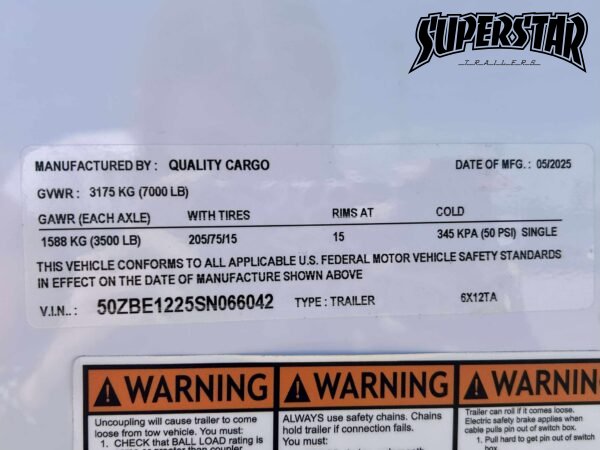 SUPERSTAR
TRAILERS
MANUFACTURED BY: QUALITY CARGO DATE OF MFG.: 05/2025
GVWR: 3175 KG (7000 LB)
GAWR (EACH AXLE) WITH TIRES RIMS AT COLD
1588 KG (3500 LB) 205/75/15 15 345 KPA (50 PSI) SINGLE
THIS VEHICLE CONFORMS TO ALL APPLICABLE U.S. FEDERAL MOTOR VEHICLE SAFETY STANDARDS
IN EFFECT ON THE DATE OF MANUFACTURE SHOWN ABOVE
V.I.N..: 50ZBE1225SN066042 TYPE: TRAILER 6X12TA
WARNING
Uncoupling will cause trailer to come
loose from tow vehicle. You must:
1. CHECK that BALL LOAD rating is
WARNING
ALWAYS use safety chains. Chains
hold trailer if connection fails.
You must:
WARNIN
Trailer can roll if it comes loose.
Electric safety brake applies when
cable pulls pin out of switch box.
1. Pull hard to get pin out of switch
box.